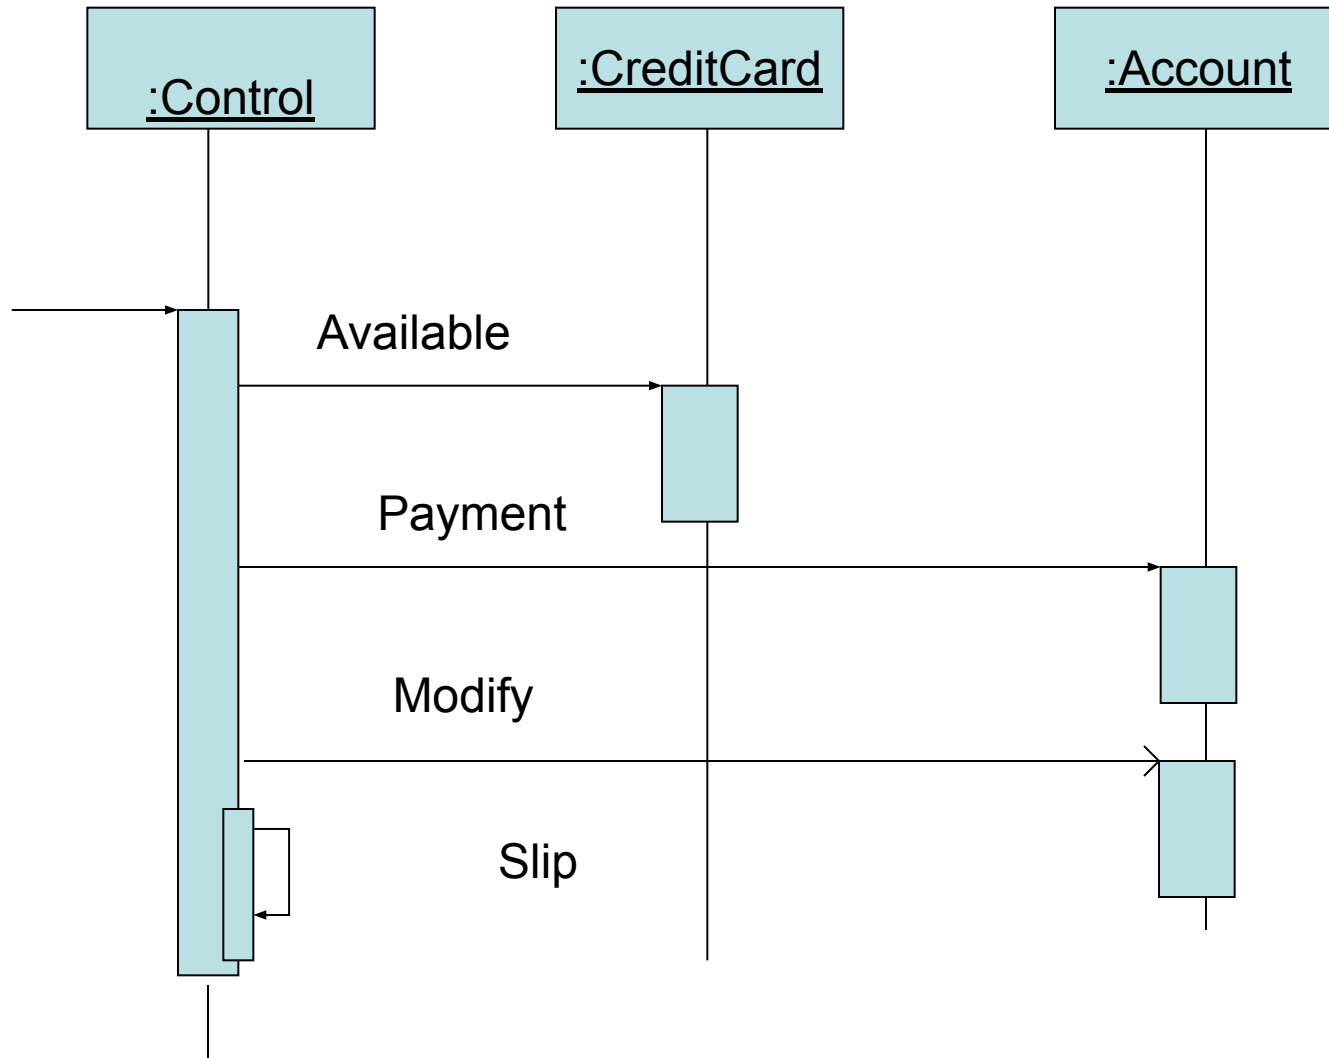 :Control
:CreditCard
:Account
Available
Payment
Modify
Slip